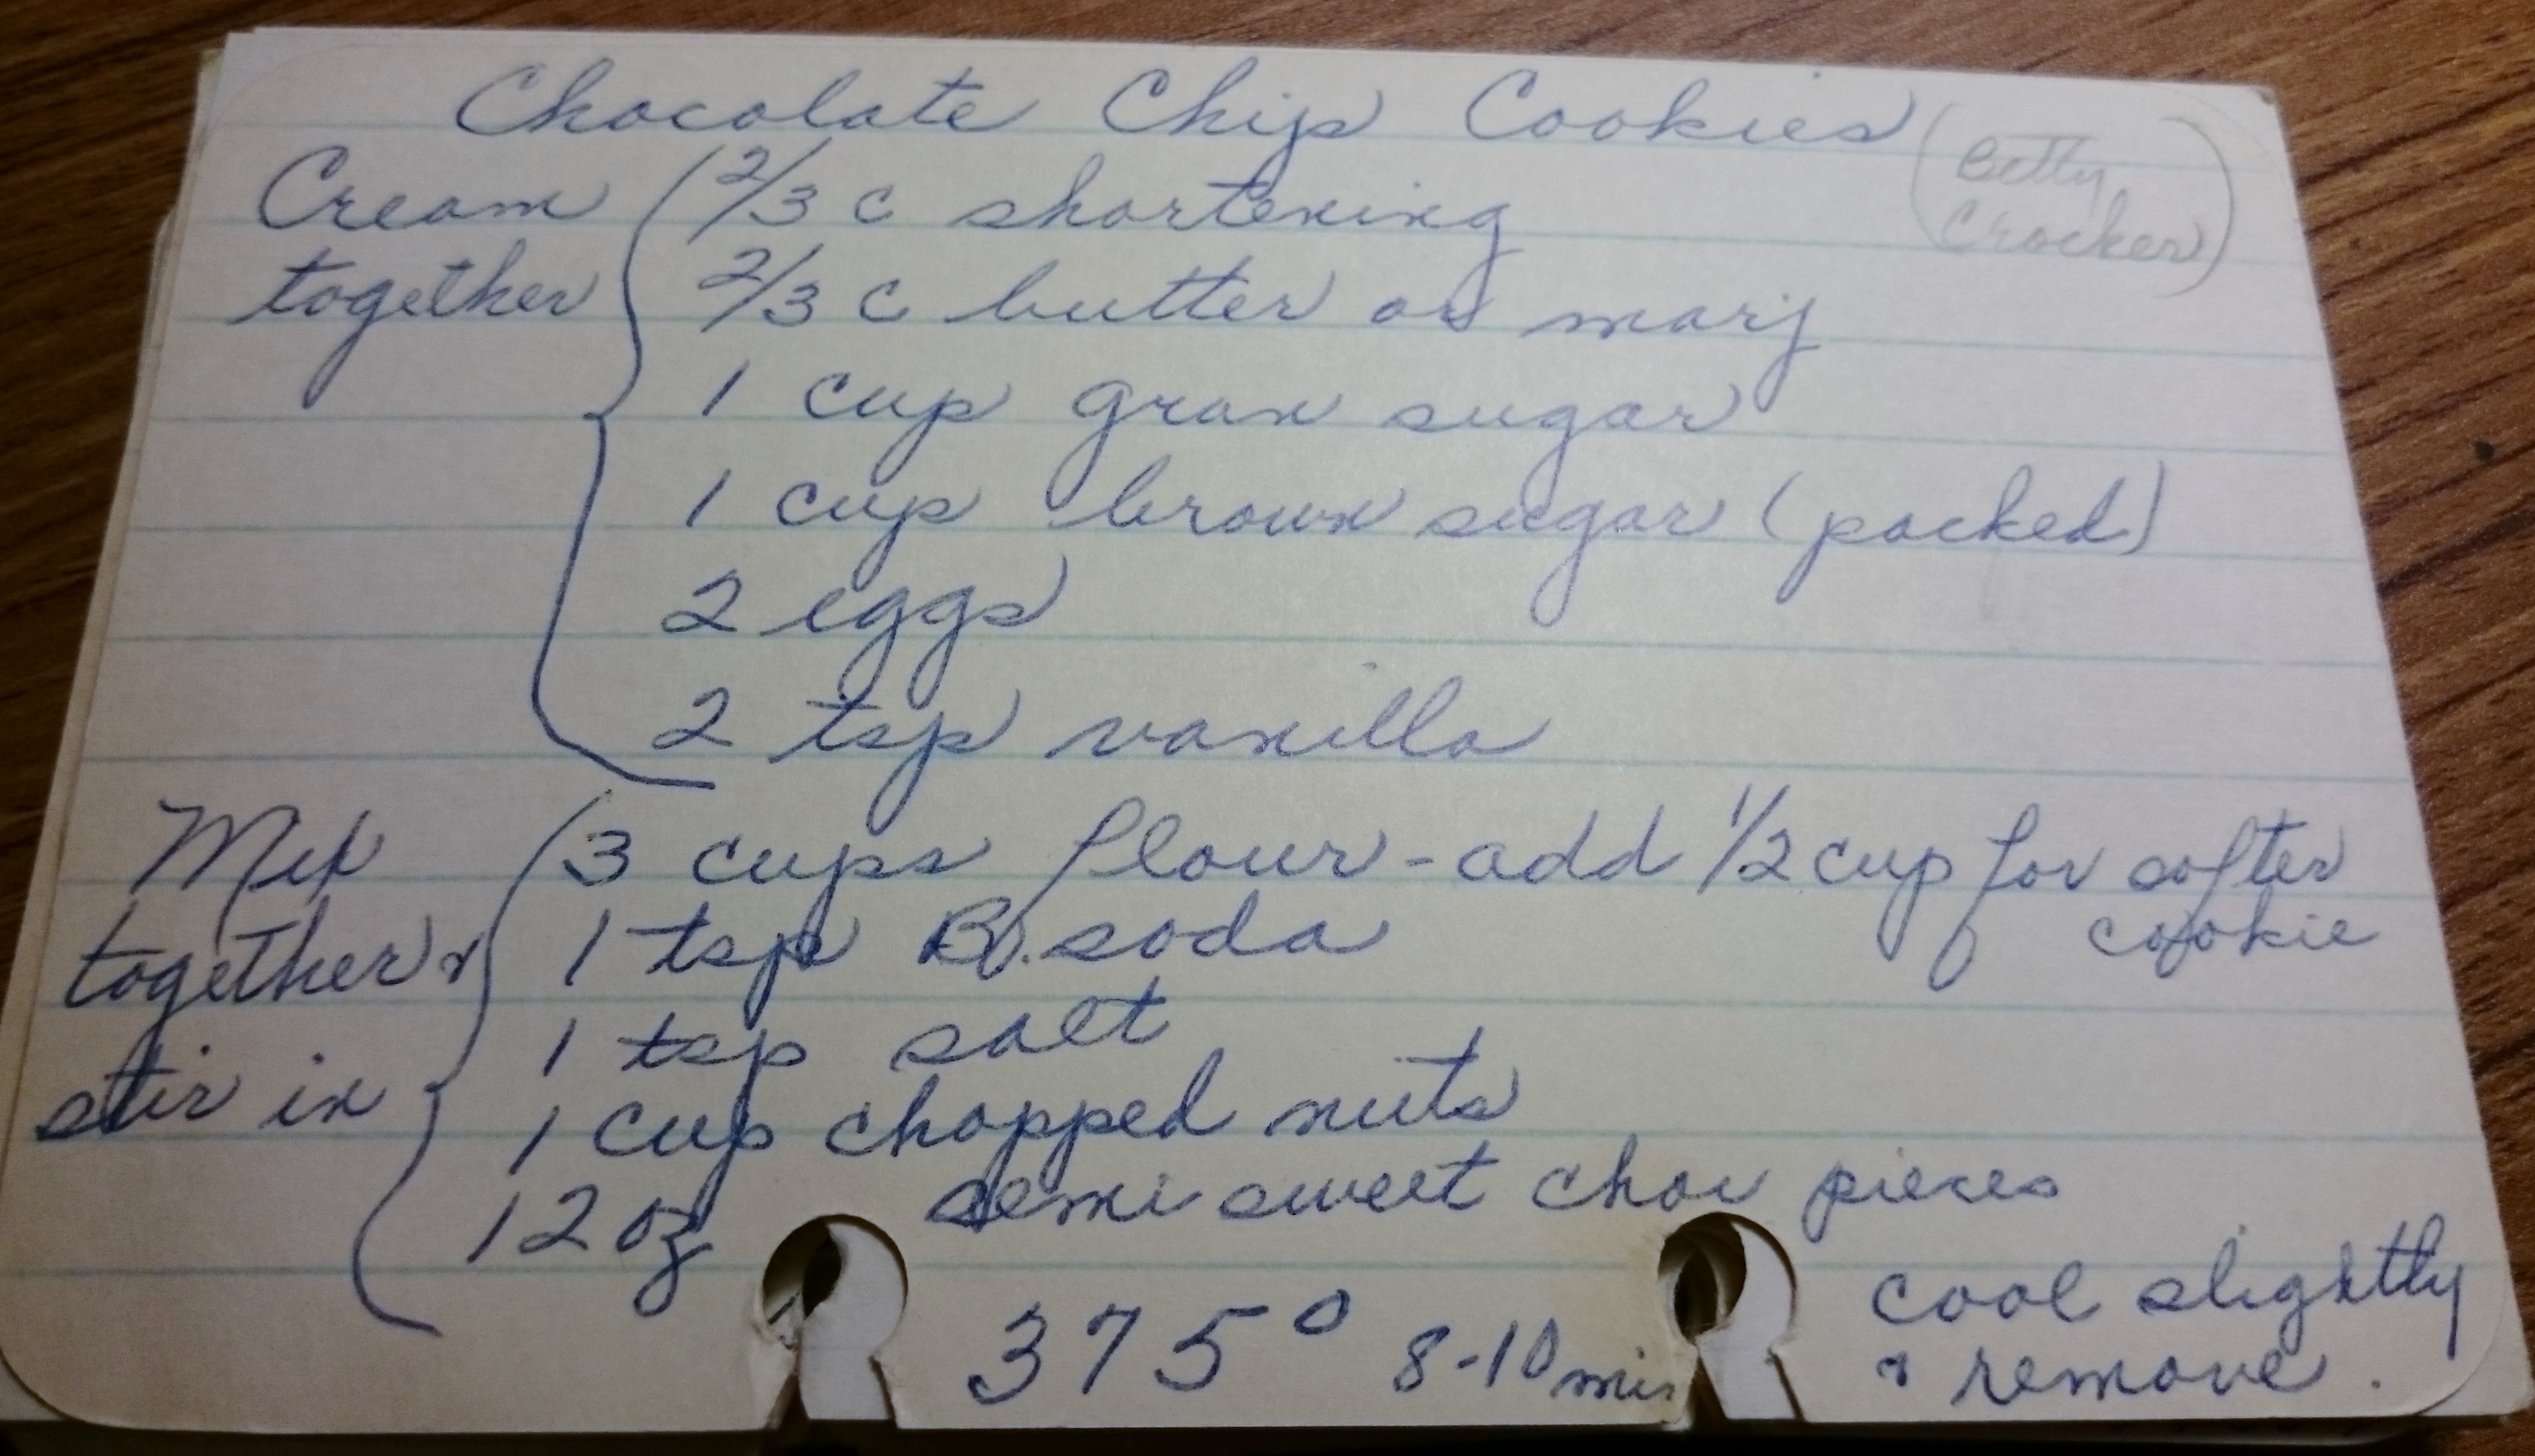 Chocolate Chip Cookies (Betty Crocker)
Cream together { 2/3 c shortening
2/3 c butter or marj
1 cup gran sugar
1 cup brown sugar (packed)
2 eggs
2 tsp vanilla
Mix together & stir in { 3 cups flour - add 1/2 cup for softer cookie
1 tsp B. soda
1 tsp salt
1 cup chopped nuts
12 oz semi sweet choc pieces
375° 8-10 min
cool slightly
& remove.